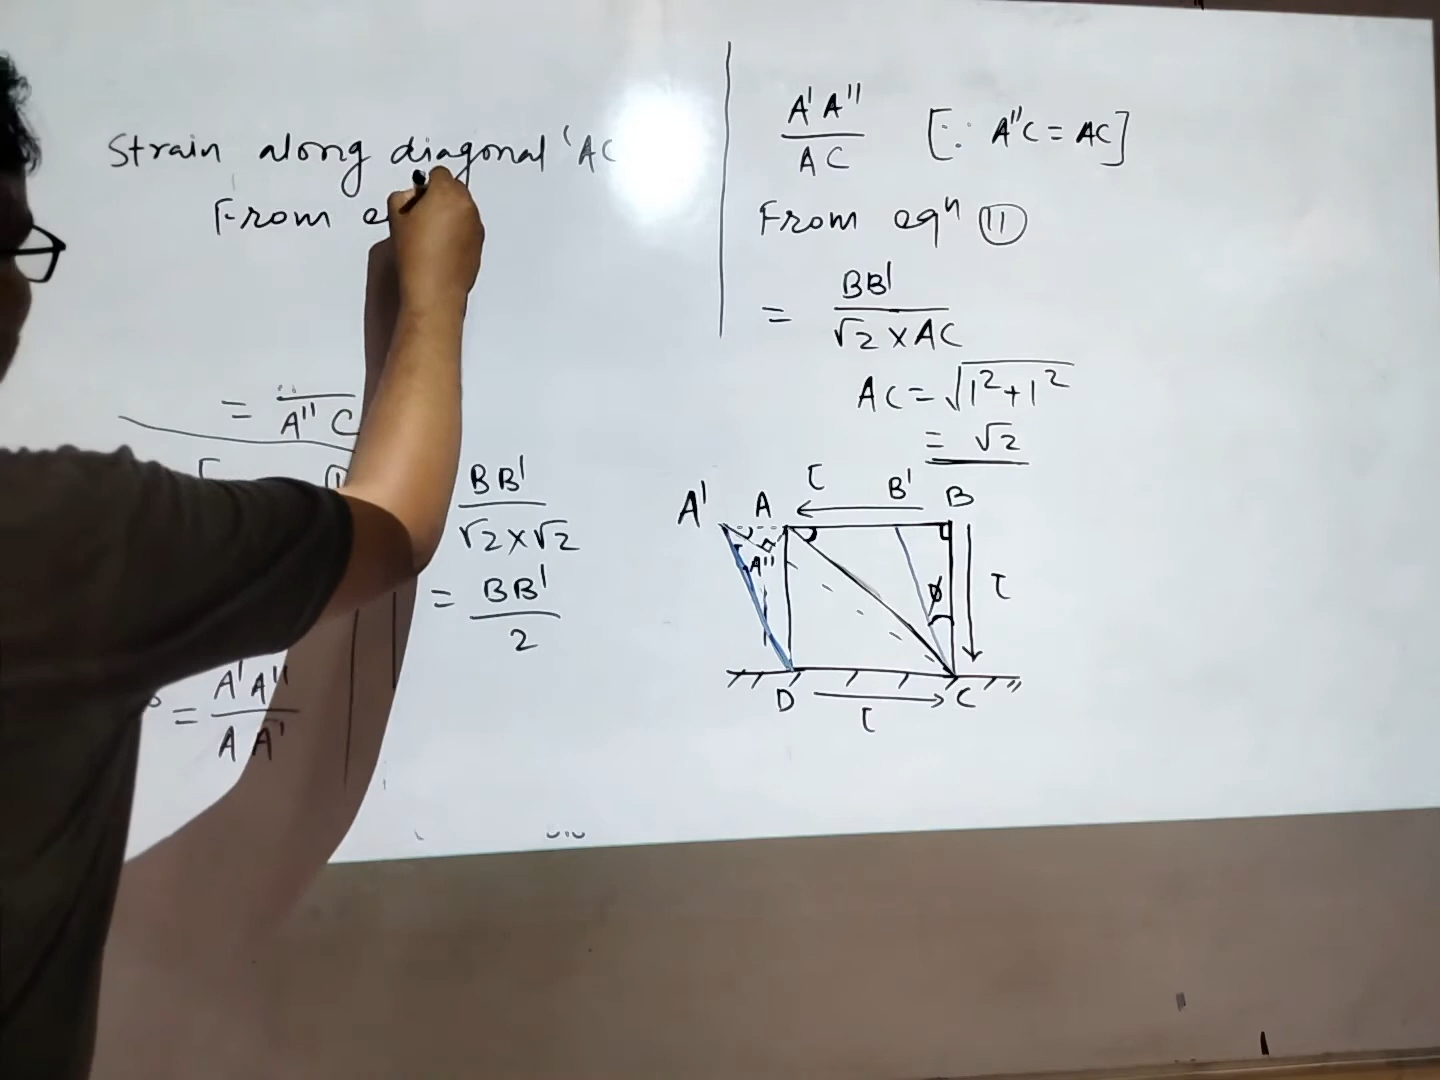 Strain along diagonal 'AC
From
=
A" C
BB'
√2×√2
= BB'
2
= A'A"
A A'
A'A"
AC
[∵ A"C = AC]
From eqⁿ (11)
= BB'
√2 × AC
AC = √1²+1²
= √2
τ
A' A B' B
A"
φ τ
D C
τ